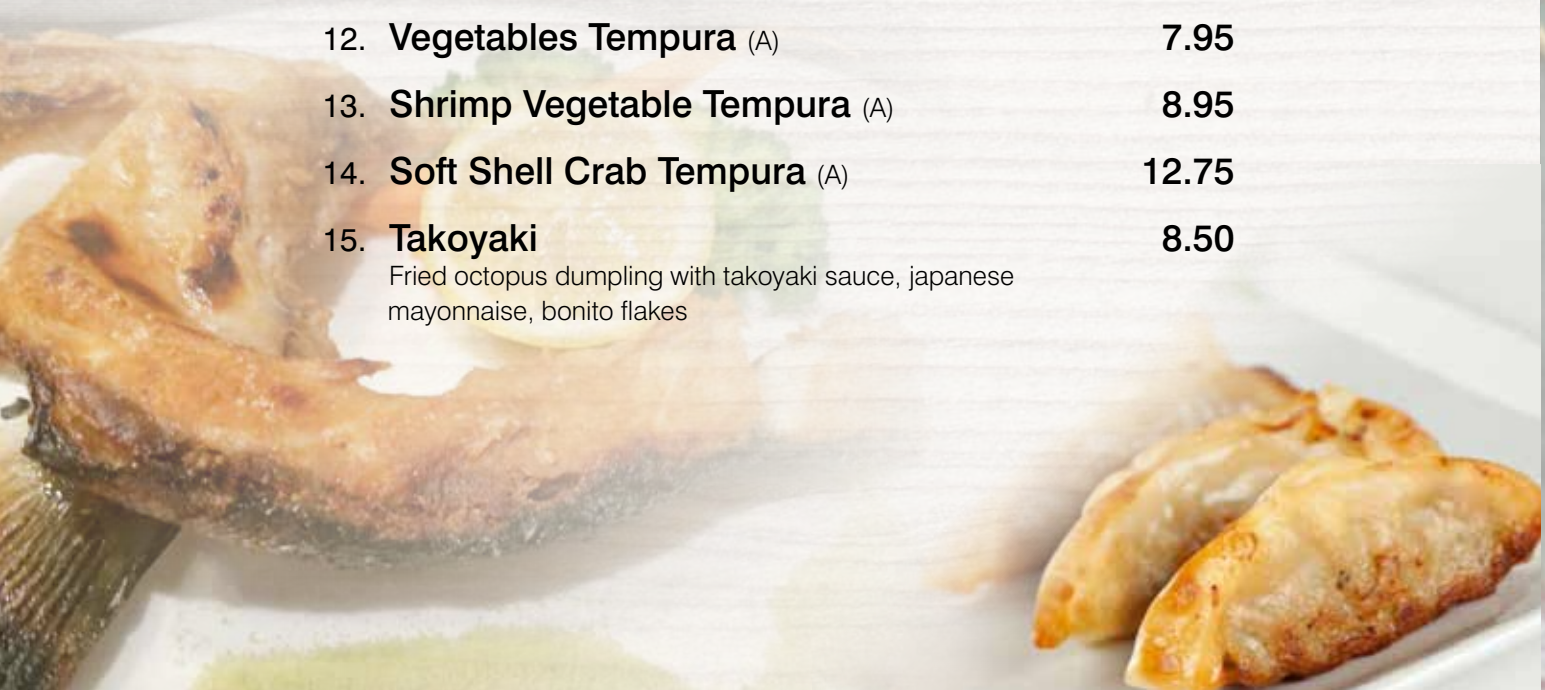 12. Vegetables Tempura (A) 7.95
13. Shrimp Vegetable Tempura (A) 8.95
14. Soft Shell Crab Tempura (A) 12.75
15. Takoyaki 8.50
Fried octopus dumpling with takoyaki sauce, japanese
mayonnaise, bonito flakes